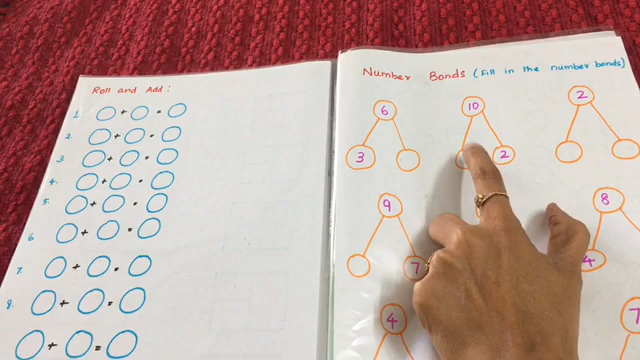 Roll and Add :
1. + =
2. + =
3. + =
4. + =
5. + =
6. + =
7. + =
8. + =
+ =
Number Bonds (Fill in the number bonds)
6 10 2
3 2
9 8
7 4
4 7